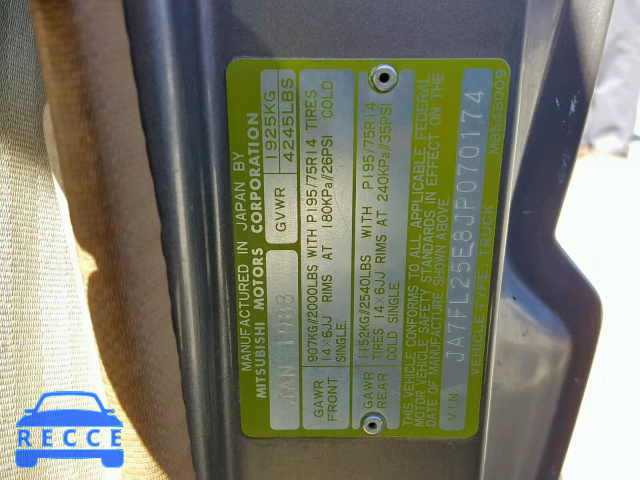 MANUFACTURED IN JAPAN BY
MITSUBISHI MOTORS CORPORATION
JAN 1988
GVWR
1925KG
4245LBS
GAWR
FRONT
907KG//2000LBS WITH P195/75R14 TIRES
14×6JJ RIMS AT 180KPa//26PSI COLD
SINGLE.
GAWR
REAR
1152KG//2540LBS WITH P195/75R14
TIRES 14×6JJ RIMS AT 240KPa//35PSI
COLD SINGLE.
THIS VEHICLE CONFORMS TO ALL APPLICABLE FEDERAL
MOTOR VEHICLE SAFETY STANDARDS IN EFFECT ON THE
DATE OF MANUFACTURE SHOWN ABOVE
V.I.N. JA7FL25E8JP070174
VEHICLE TYPE TRUCK
MB548009
RECCE